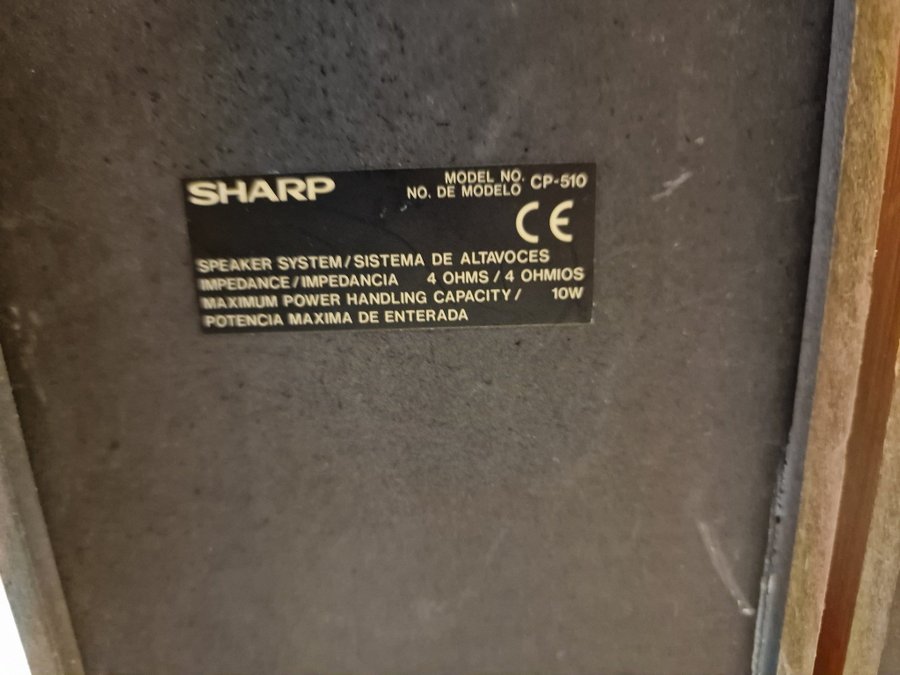 SHARP
MODEL NO. CP-510
NO. DE MODELO
CE
SPEAKER SYSTEM/SISTEMA DE ALTAVOCES
IMPEDANCE/IMPEDANCIA 4 OHMS / 4 OHMIOS
MAXIMUM POWER HANDLING CAPACITY/ 10W
POTENCIA MAXIMA DE ENTERADA